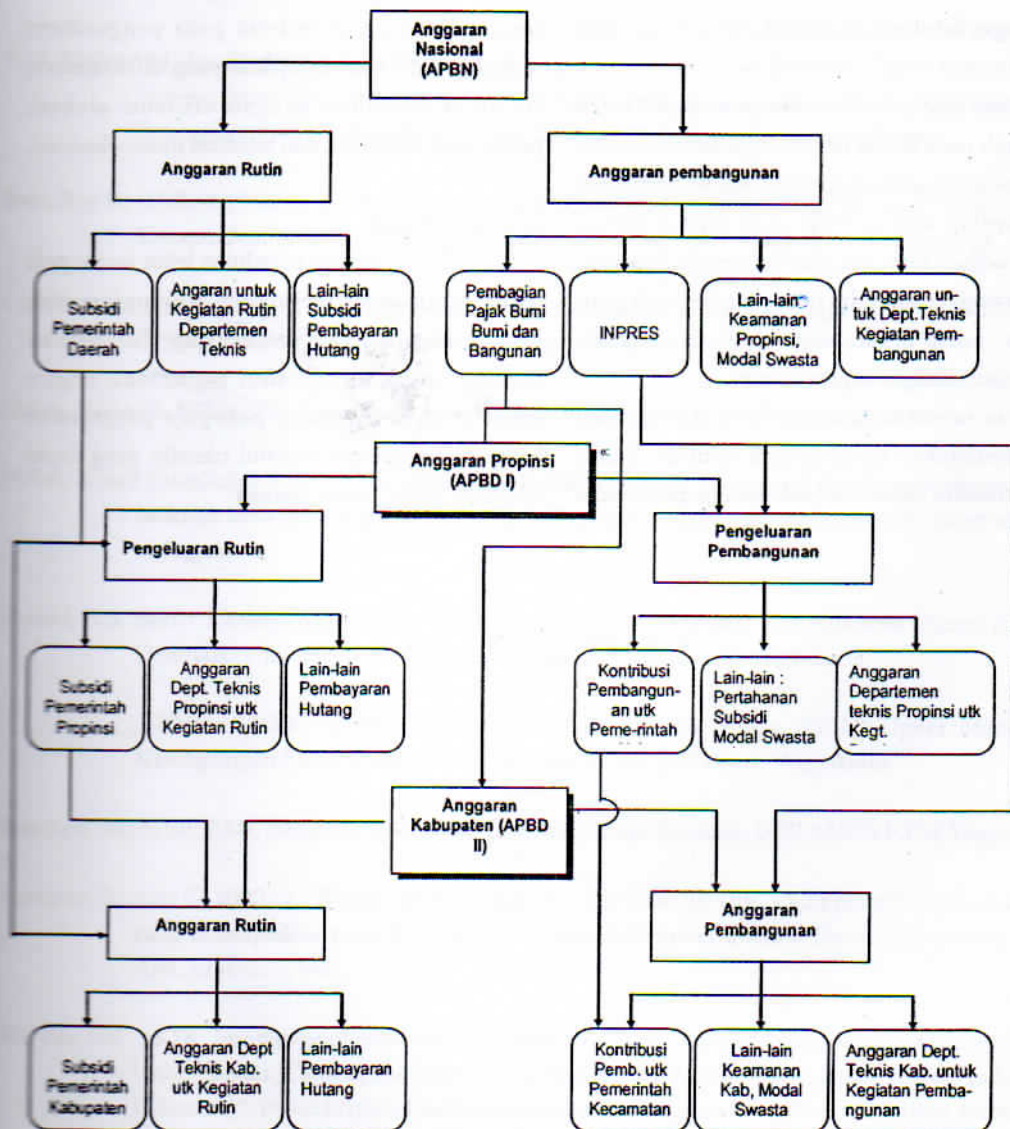 Anggaran
Nasional
(APBN)
Anggaran Rutin
Anggaran pembangunan
Subsidi
Pemerintah
Daerah
Angaran untuk
Kegiatan Rutin
Departemen
Teknis
Lain-lain
Subsidi
Pembayaran
Hutang
Pembagian
Pajak Bumi
Bumi dan
Bangunan
INPRES
Lain-lain:
Keamanan
Propinsi,
Modal Swasta
Anggaran un-
tuk Dept.Teknis
Kegiatan Pem-
bangunan
Anggaran Propinsi
(APBD I)
Pengeluaran Rutin
Pengeluaran
Pembangunan
Subsidi
Pemerintah
Propinsi
Anggaran
Dept. Teknis
Propinsi utk
Kegiatan Rutin
Lain-lain
Pembayaran
Hutang
Kontribusi
Pembangun-
an utk
Peme-rintah
Lain-lain :
Pertahanan
Subsidi
Modal Swasta
Anggaran
Departemen
teknis Propinsi utk
Kegt.
Anggaran
Kabupaten (APBD
II)
Anggaran Rutin
Anggaran
Pembangunan
Subsidi
Pemerintah
Kabupaten
Anggaran Dept
Teknis Kab.
utk Kegiatan
Rutin
Lain-lain
Pembayaran
Hutang
Kontribusi
Pemb. utk
Pemerintah
Kecamatan
Lain-lain
Keamanan
Kab, Modal
Swasta
Anggaran Dept.
Teknis Kab. untuk
Kegiatan Pemba-
ngunan